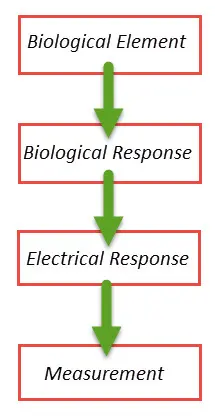 Biological Element
Biological Response
Electrical Response
Measurement